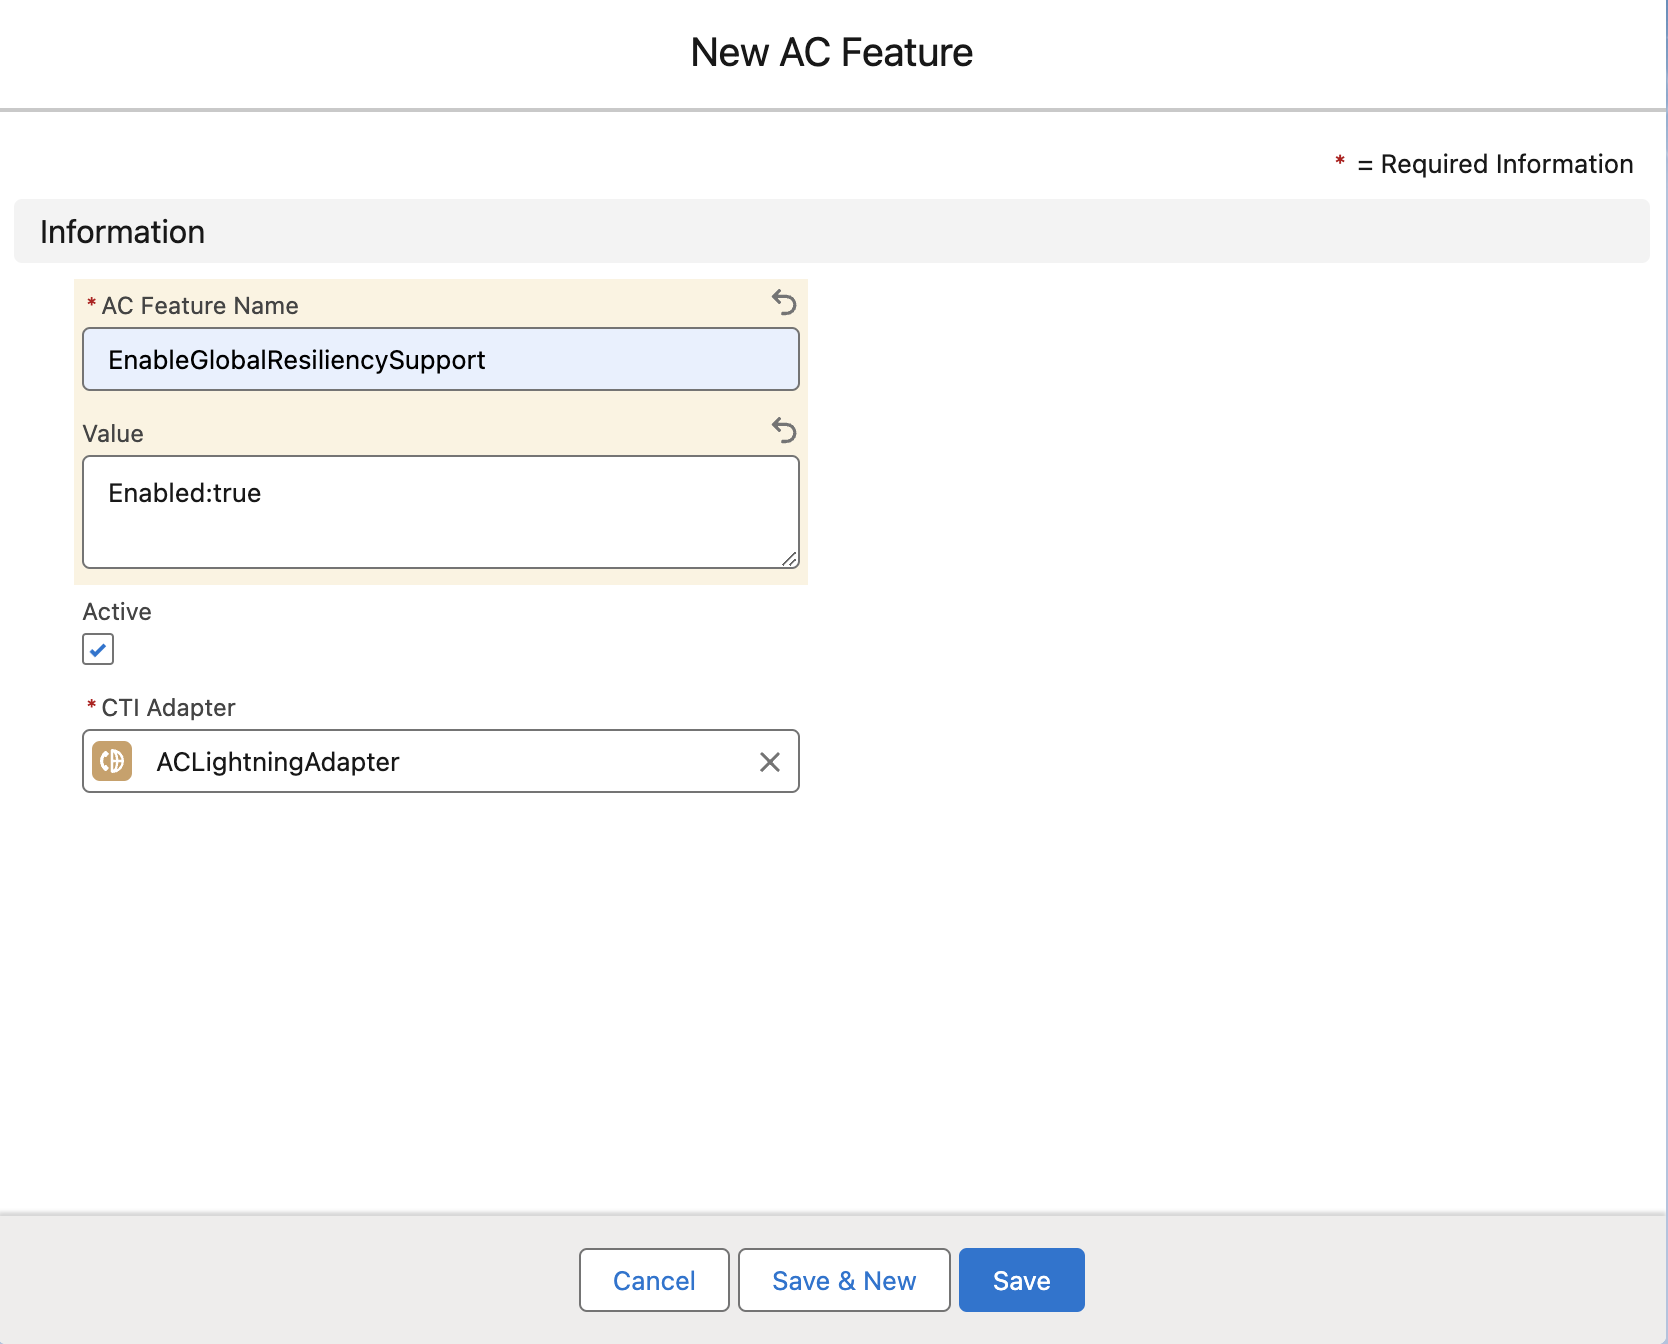 New AC Feature
* = Required Information
Information
* AC Feature Name
EnableGlobalResiliencySupport
Value
Enabled:true
Active
* CTI Adapter
ACLightningAdapter
Cancel
Save & New
Save